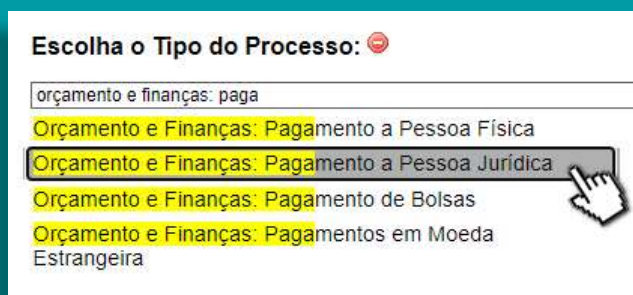 Escolha o Tipo do Processo:
orçamento e finanças: paga
Orçamento e Finanças: Pagamento a Pessoa Física
Orçamento e Finanças: Pagamento a Pessoa Jurídica
Orçamento e Finanças: Pagamento de Bolsas
Orçamento e Finanças: Pagamentos em Moeda
Estrangeira